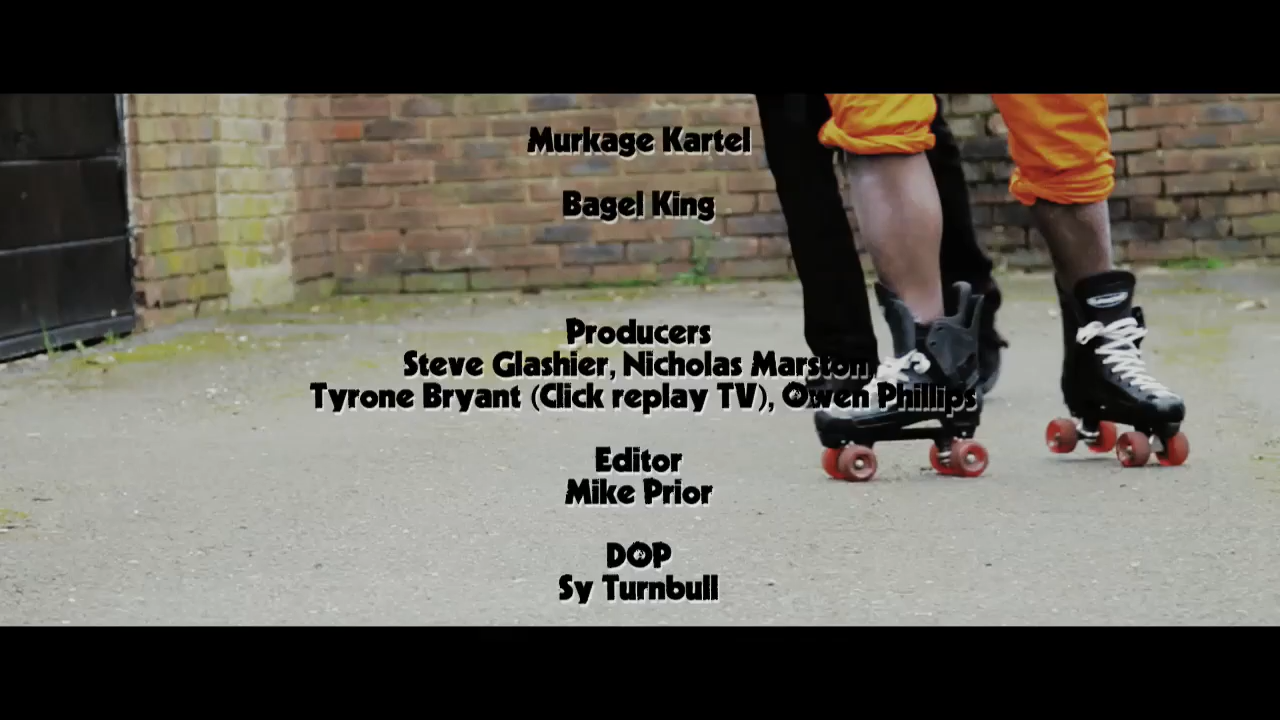 Murkage Kartel
Bagel King
Producers
Steve Glashier, Nicholas Marston
Tyrone Bryant (Click replay TV), Owen Phillips
Editor
Mike Prior
DOP
Sy Turnbull